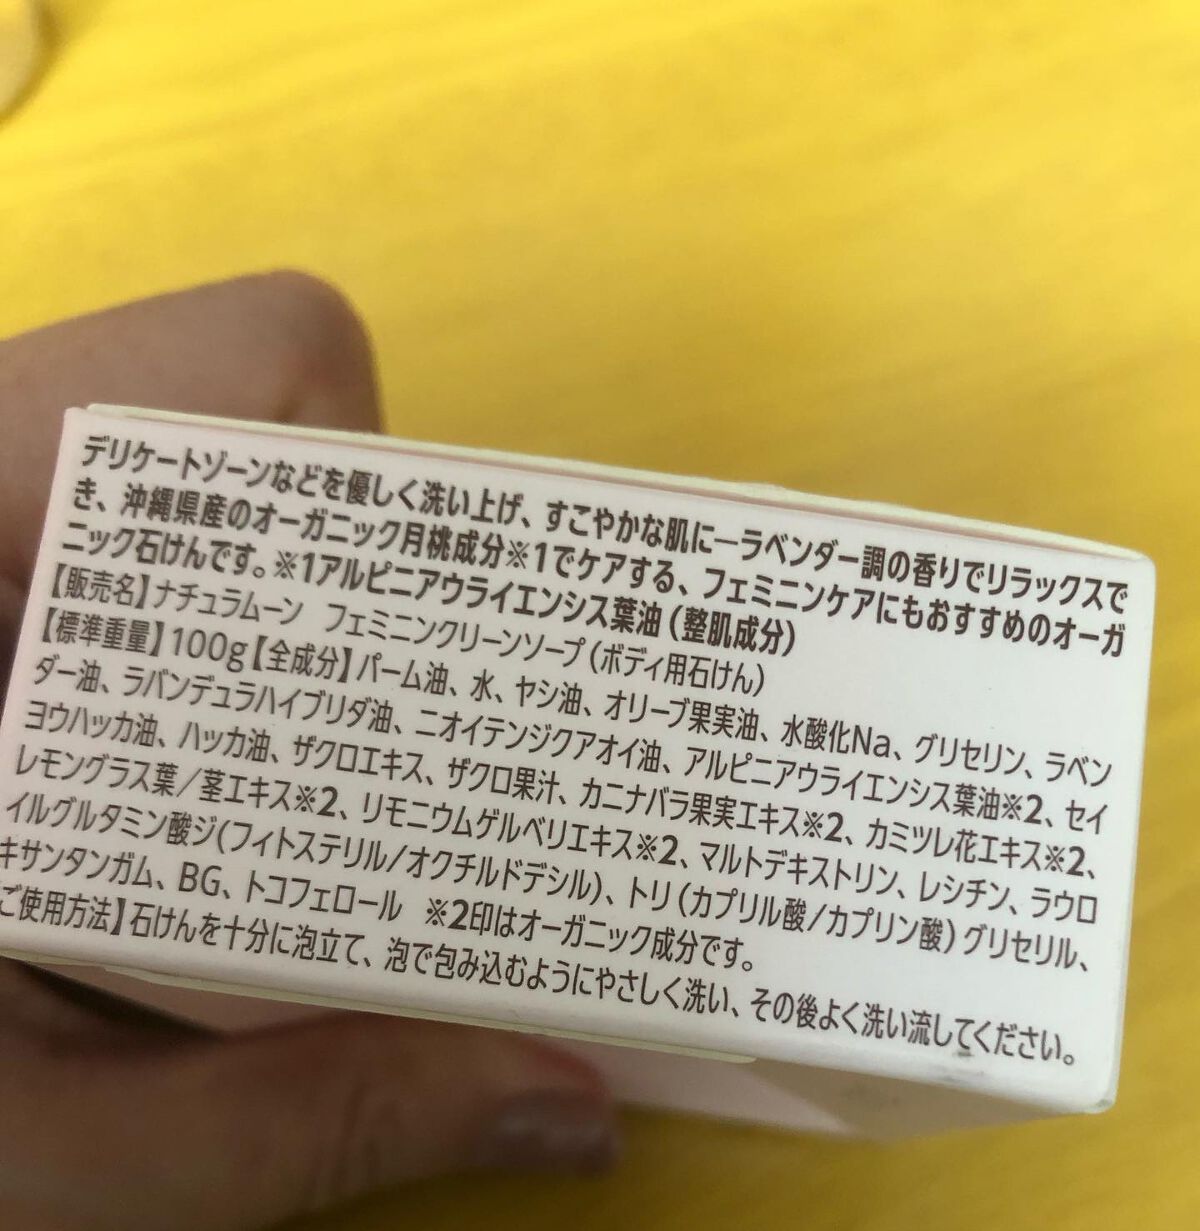 デリケートゾーンなどを優しく洗い上げ、すこやかな肌に―ラベンダー調の香りでリラックスで
き、沖縄県産のオーガニック月桃成分※1でケアする、フェミニンケアにもおすすめのオーガ
ニック石けんです。※1アルピニアウライエンシス葉油(整肌成分)
【販売名】ナチュラムーン フェミニンクリーンソープ(ボディ用石けん)
【標準重量】100g【全成分】パーム油、水、ヤシ油、オリーブ果実油、水酸化Na、グリセリン、ラベン
ダー油、ラバンデュラハイブリダ油、ニオイテンジクアオイ油、アルピニアウライエンシス葉油※2、セイ
ヨウハッカ油、ハッカ油、ザクロエキス、ザクロ果汁、カニナバラ果実エキス※2、カミツレ花エキス※2、
レモングラス葉/茎エキス※2、リモニウムゲルベリエキス※2、マルトデキストリン、レシチン、ラウロ
イルグルタミン酸ジ(フィトステリル/オクチルドデシル)、トリ(カプリル酸/カプリン酸)グリセリル、
キサンタンガム、BG、トコフェロール ※2印はオーガニック成分です。
ご使用方法】石けんを十分に泡立て、泡で包み込むようにやさしく洗い、その後よく洗い流してください。